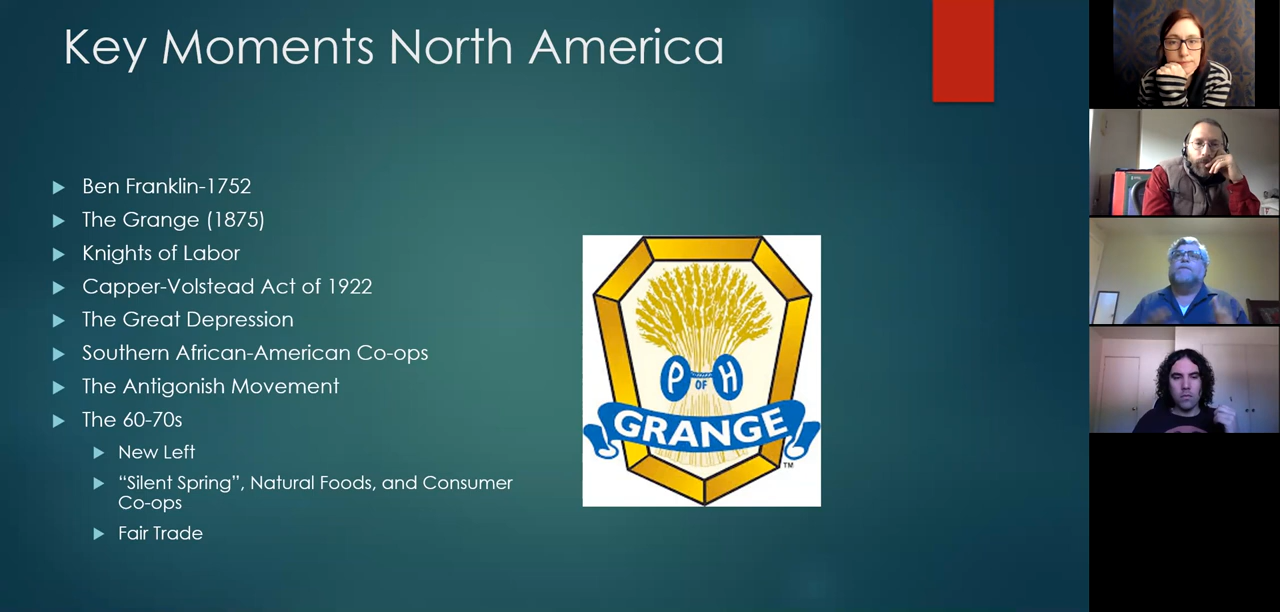 Key Moments North America
Ben Franklin-1752
The Grange (1875)
Knights of Labor
Capper-Volstead Act of 1922
The Great Depression
Southern African-American Co-ops
The Antigonish Movement
The 60-70s
New Left
“Silent Spring”, Natural Foods, and Consumer
Co-ops
Fair Trade
P OF H
GRANGE
TM